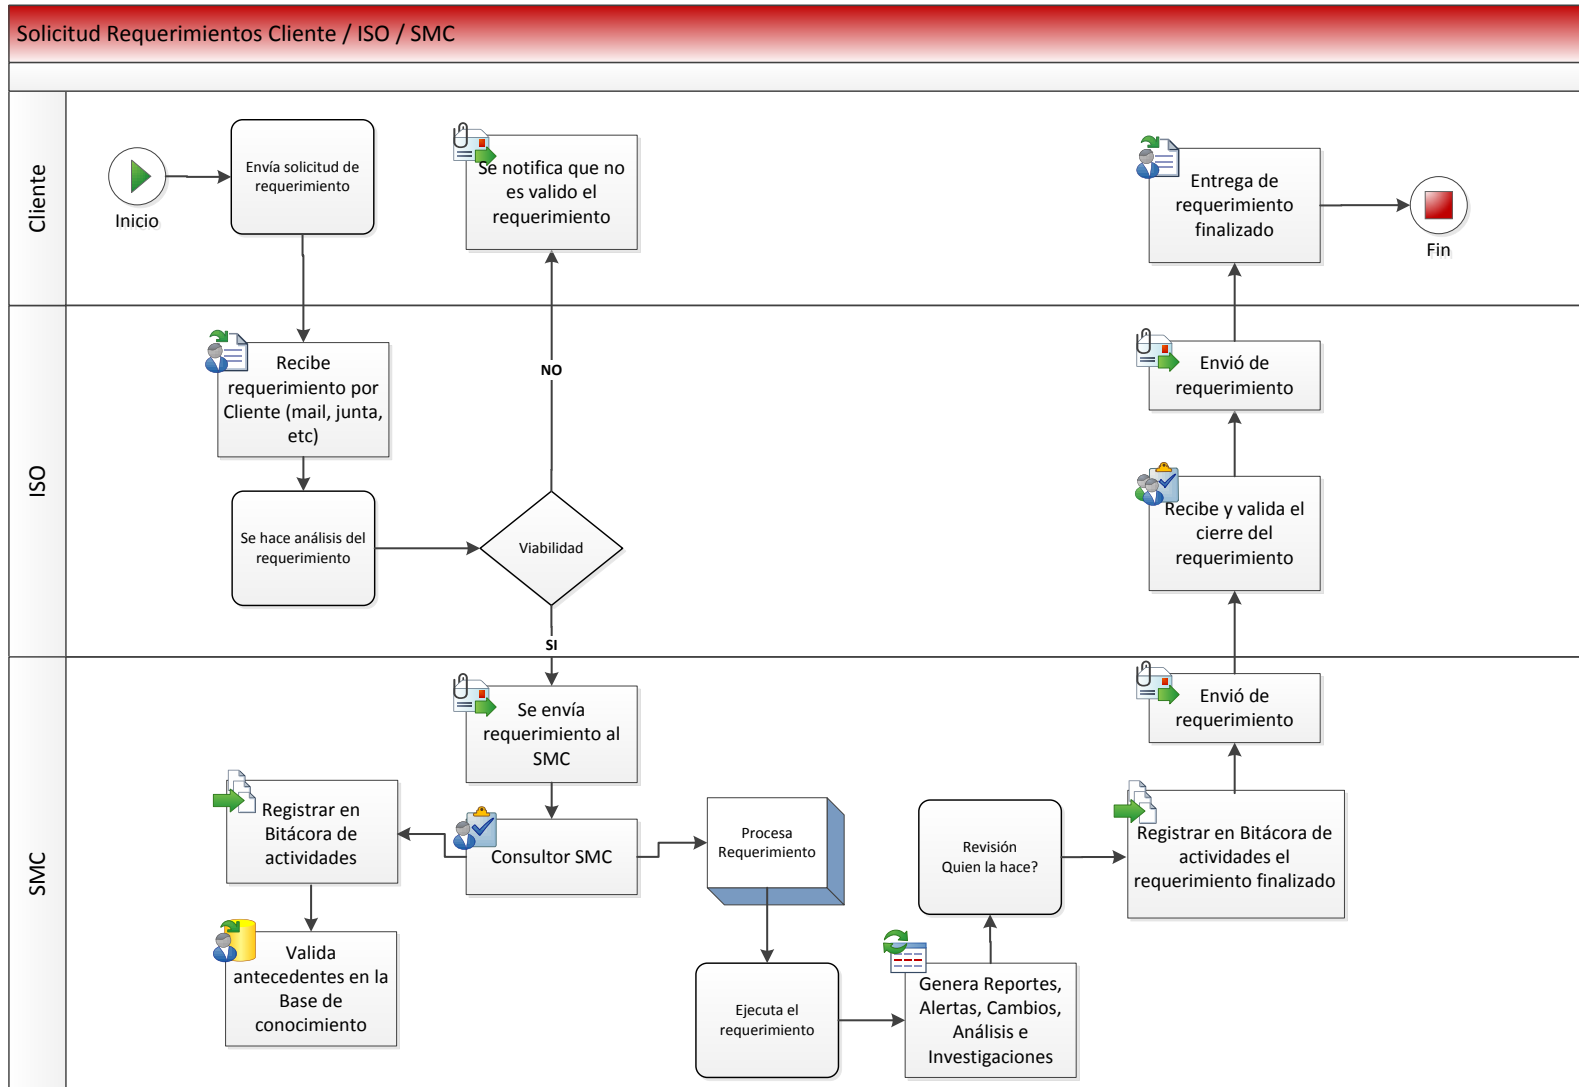 Solicitud Requerimientos Cliente / ISO / SMC
Cliente
Inicio
Envía solicitud de
requerimiento
Se notifica que no
es valido el
requerimiento
Entrega de
requerimiento
finalizado
Fin
ISO
Recibe
requerimiento por
Cliente (mail, junta,
etc)
NO
Envió de
requerimiento
Se hace análisis del
requerimiento
Viabilidad
Recibe y valida el
cierre del
requerimiento
SI
SMC
Se envía
requerimiento al
SMC
Envió de
requerimiento
Registrar en
Bitácora de
actividades
Consultor SMC
Procesa
Requerimiento
Revisión
Quien la hace?
Registrar en Bitácora de
actividades el
requerimiento finalizado
Valida
antecedentes en la
Base de
conocimiento
Ejecuta el
requerimiento
Genera Reportes,
Alertas, Cambios,
Análisis e
Investigaciones